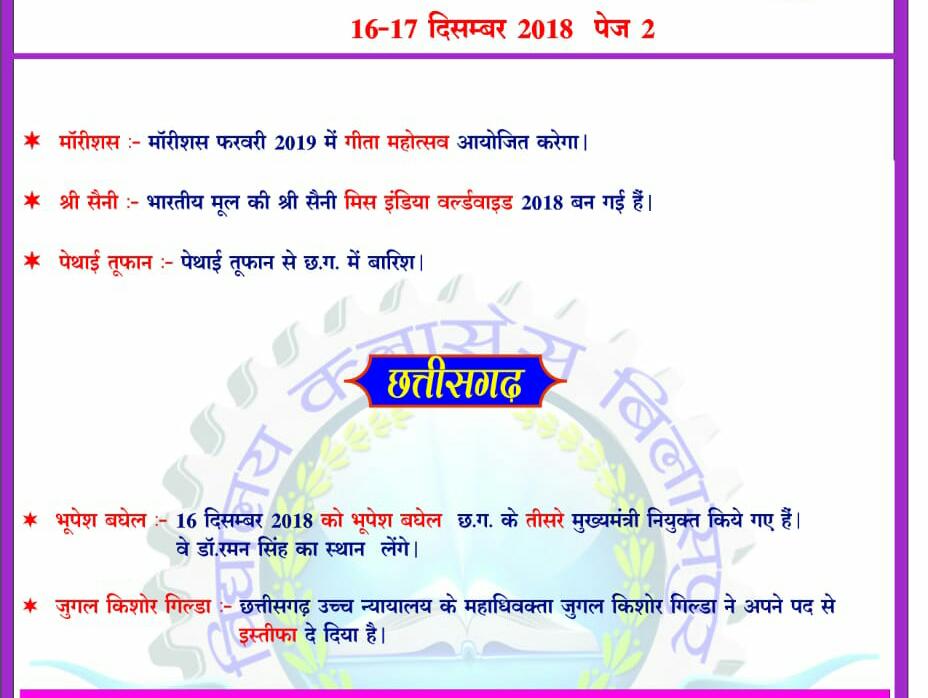 16-17 दिसम्बर 2018 पेज 2
✶ मॉरीशस :- मॉरीशस फरवरी 2019 में गीता महोत्सव आयोजित करेगा|
✶ श्री सैनी :- भारतीय मूल की श्री सैनी मिस इंडिया वर्ल्डवाइड 2018 बन गई हैं|
✶ पेथाई तूफान :- पेथाई तूफान से छ.ग. में बारिश|
विद्यालय क्लासेस बिलासपुर
छत्तीसगढ़
✶ भूपेश बघेल :- 16 दिसम्बर 2018 को भूपेश बघेल छ.ग. के तीसरे मुख्यमंत्री नियुक्त किये गए हैं|
वे डॉ.रमन सिंह का स्थान लेंगे|
✶ जुगल किशोर गिल्डा :- छत्तीसगढ़ उच्च न्यायालय के महाधिवक्ता जुगल किशोर गिल्डा ने अपने पद से
इस्तीफा दे दिया है|